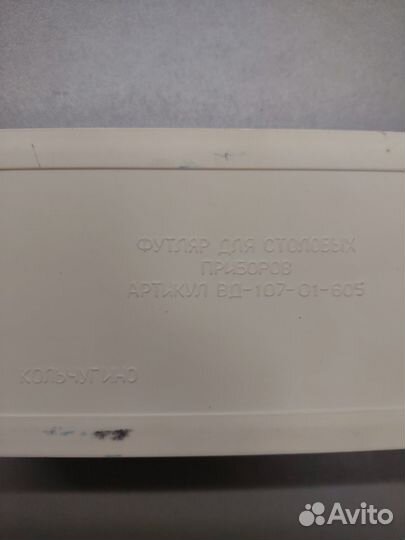 ФУТЛЯР ДЛЯ СТОЛОВЫХ
ПРИБОРОВ
АРТИКУЛ ВД-107-01-605
КОЛЬЧУГИНО
Avito